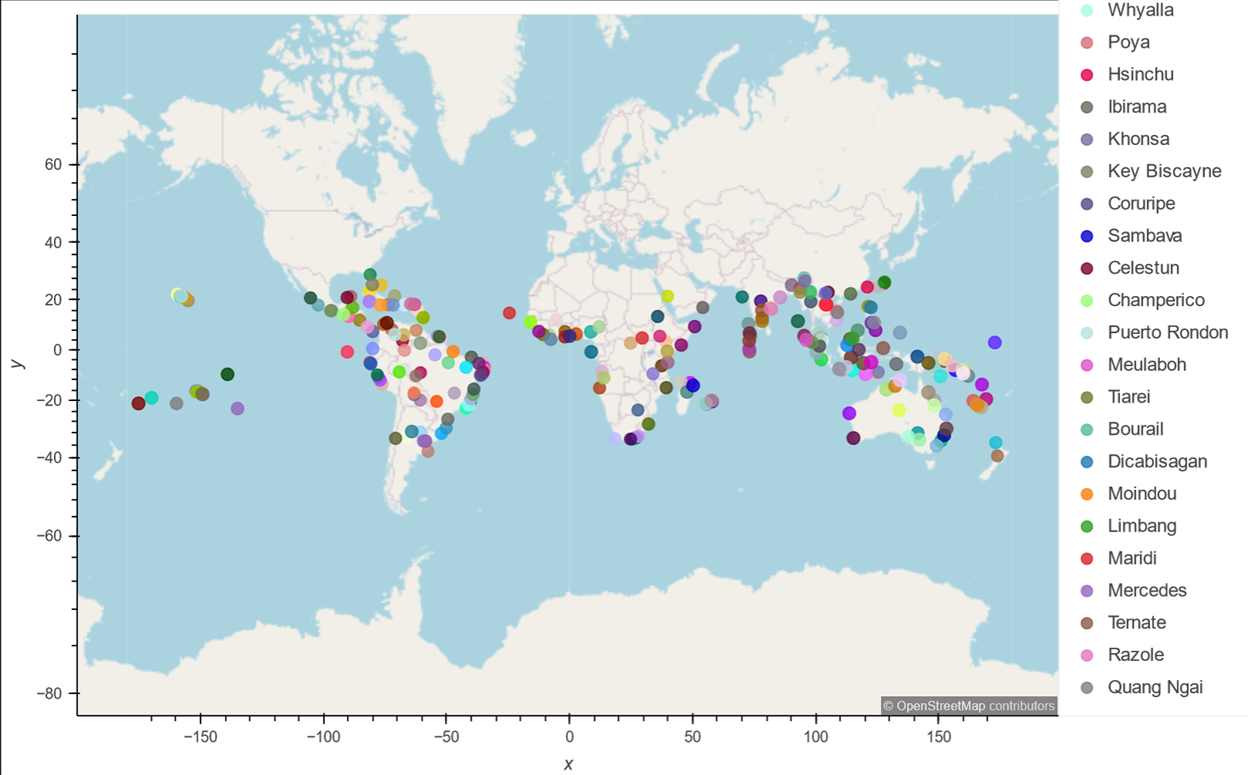 Whyalla
Poya
Hsinchu
Ibirama
Khonsa
Key Biscayne
Coruripe
Sambava
Celestun
Champerico
Puerto Rondon
Meulaboh
Tiarei
Bourail
Dicabisagan
Moindou
Limbang
Maridi
Mercedes
Ternate
Razole
Quang Ngai
60
40
20
0
−20
−40
−60
−80
y
© OpenStreetMap contributors
−150 −100 −50 0 50 100 150
x